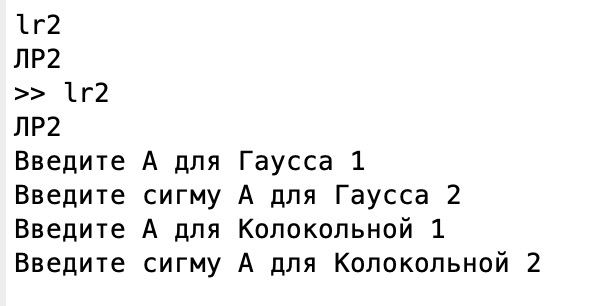 lr2
ЛР2
>> lr2
ЛР2
Введите А для Гаусса 1
Введите сигму А для Гаусса 2
Введите А для Колокольной 1
Введите сигму А для Колокольной 2